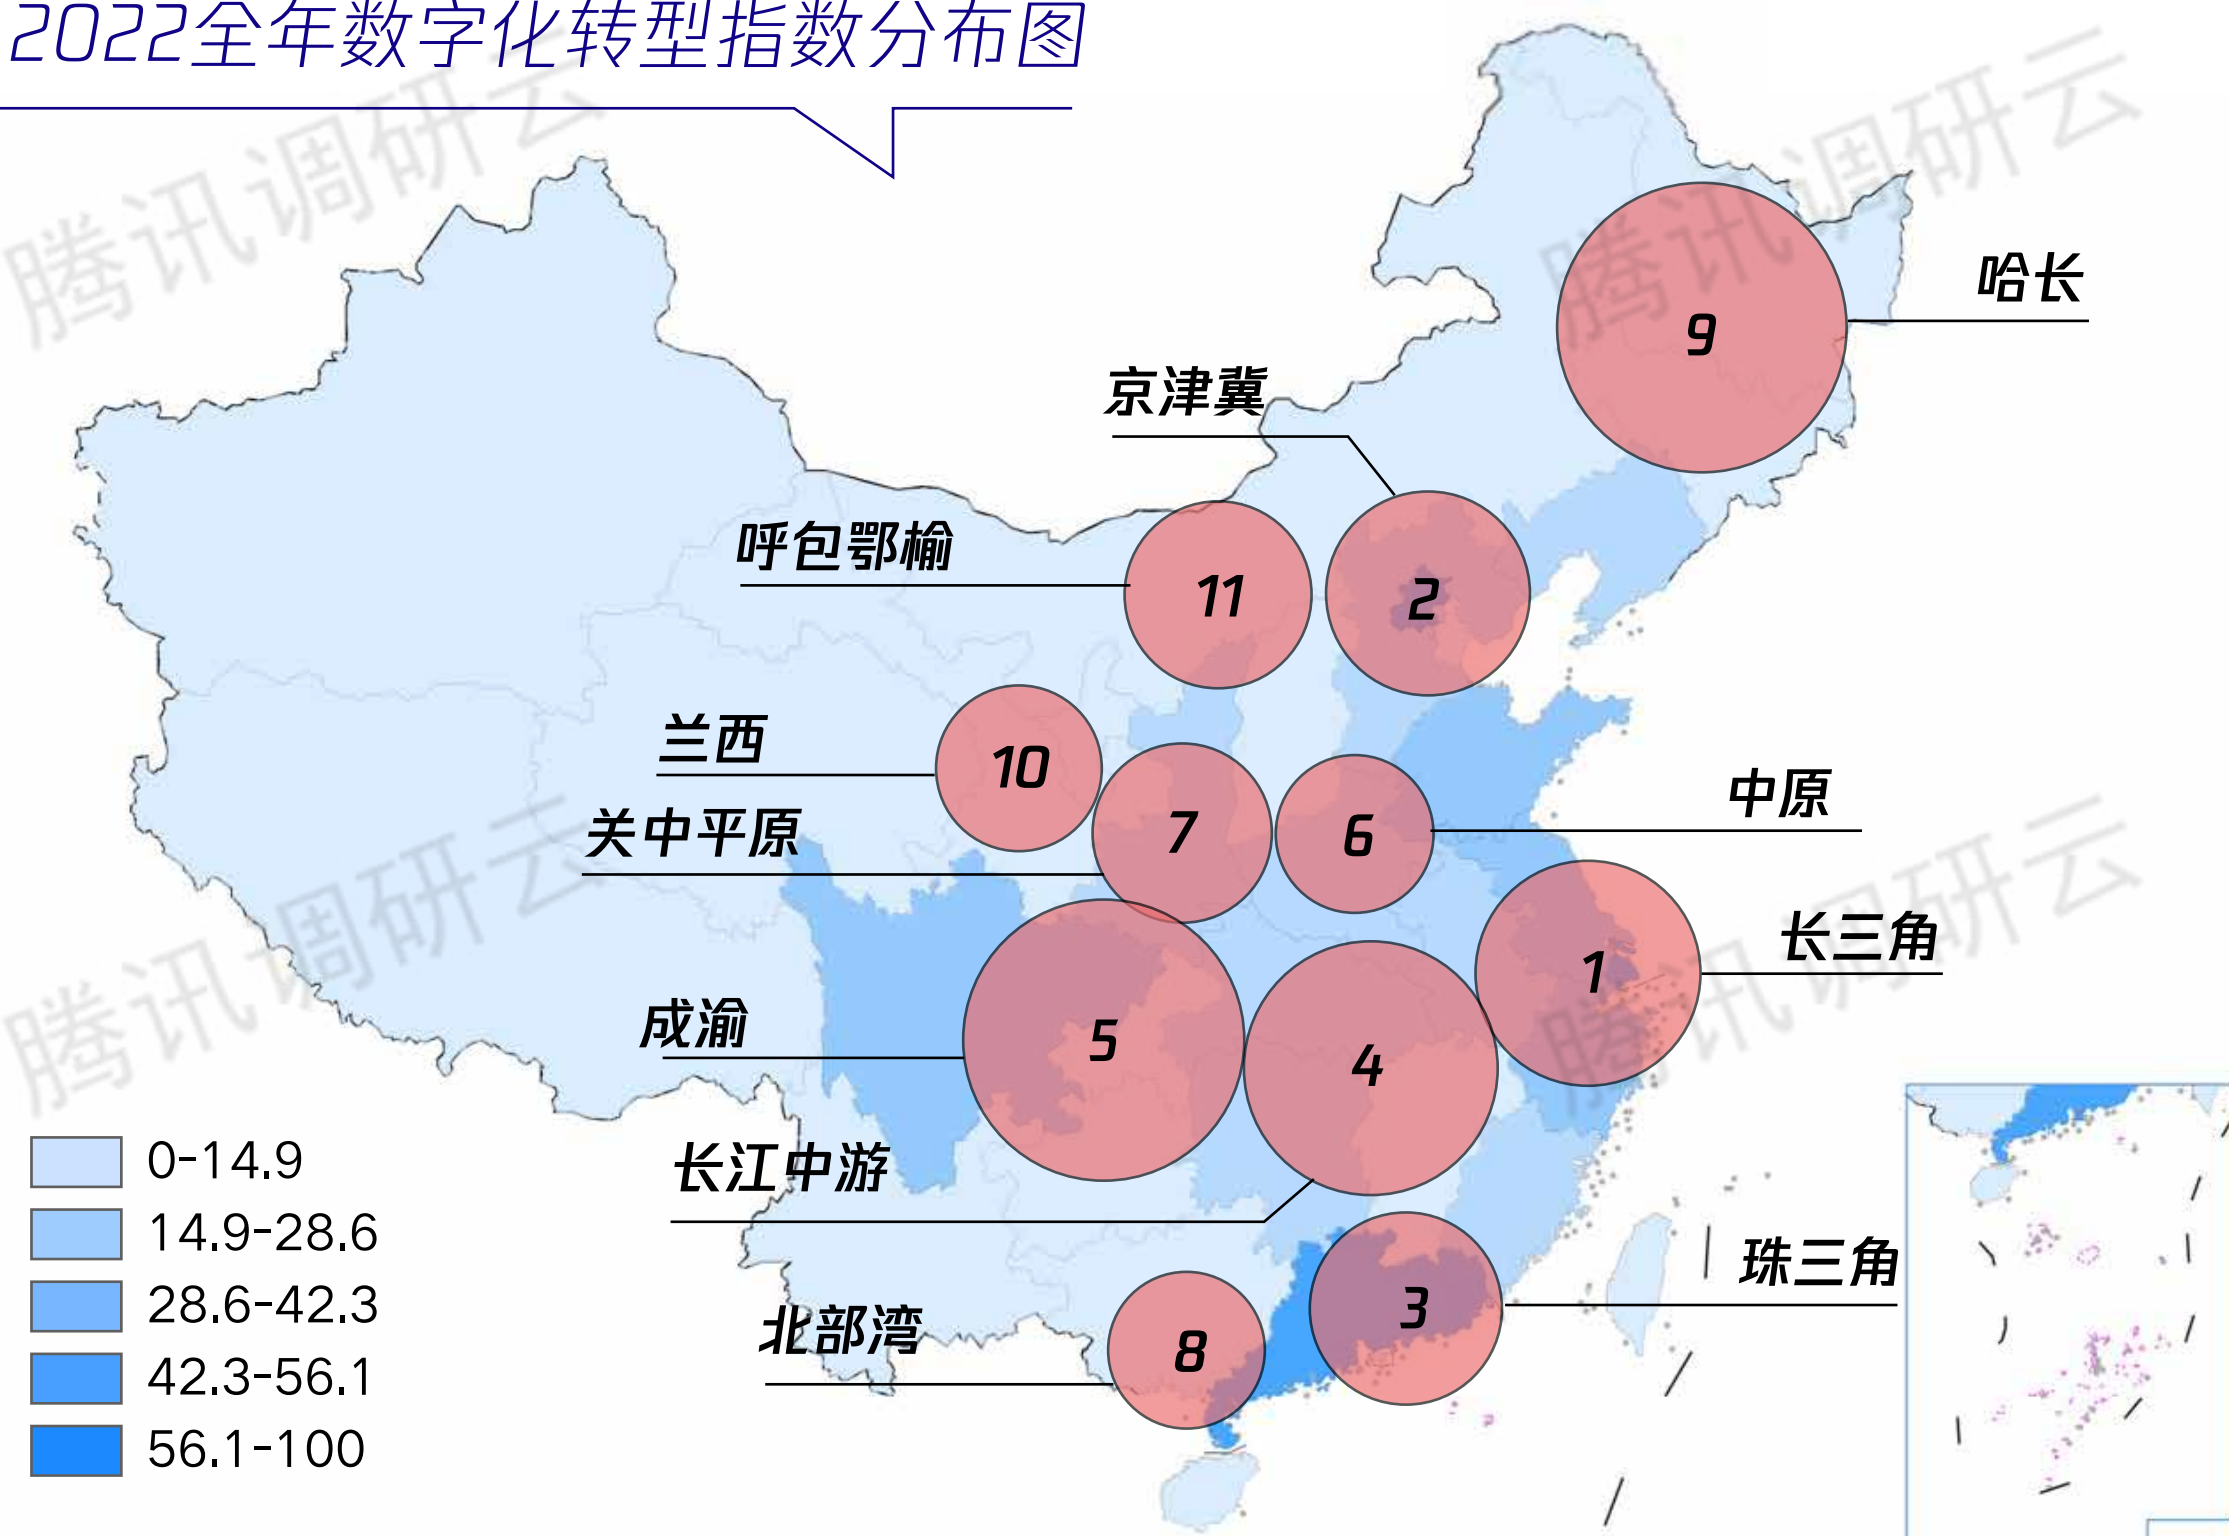 2022全年数字化转型指数分布图
腾讯调研云
腾讯调研云
哈长
9
京津冀
呼包鄂榆
11
2
兰西
10
关中平原
7
6
中原
腾讯调研云
腾讯调研云
长三角
1
成渝
5
4
长江中游
珠三角
3
北部湾
8
0-14.9
14.9-28.6
28.6-42.3
42.3-56.1
56.1-100